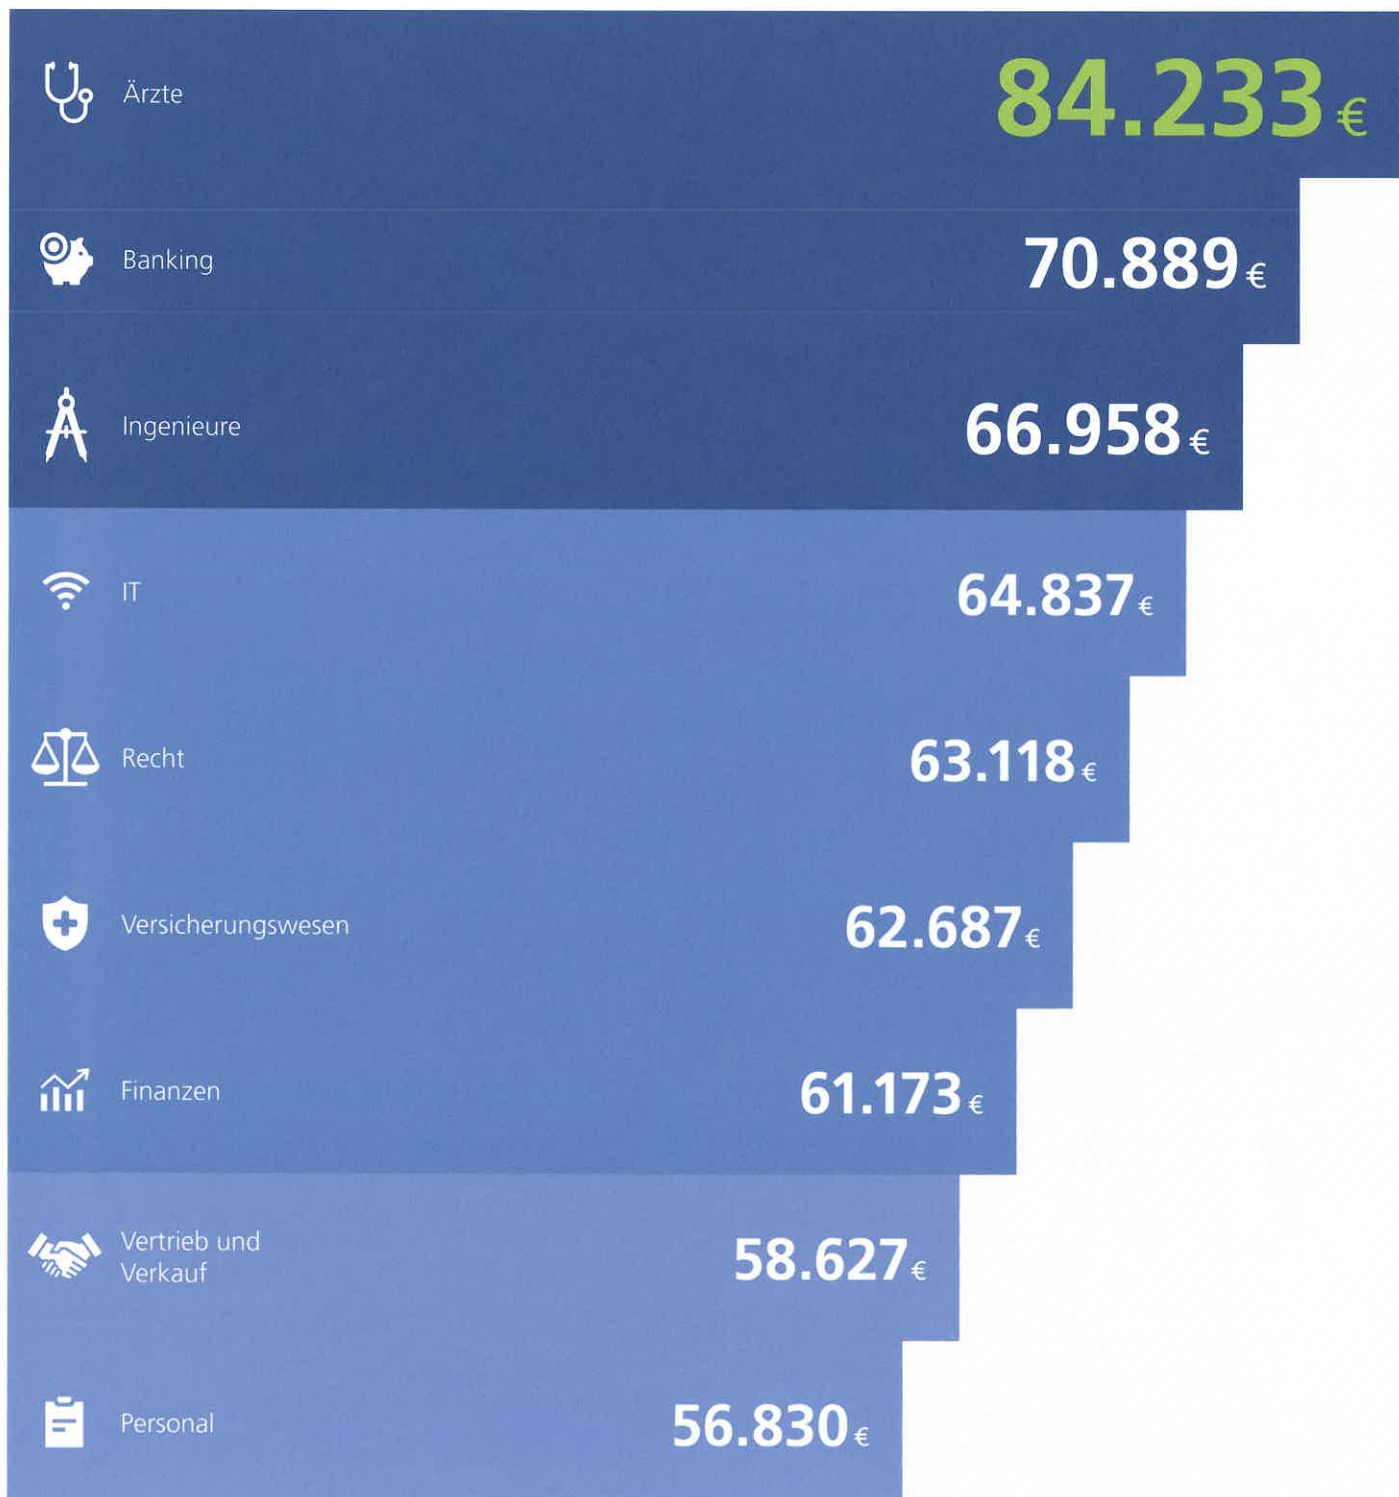 Ärzte 84.233 €
Banking 70.889 €
Ingenieure 66.958 €
IT 64.837 €
Recht 63.118 €
Versicherungswesen 62.687 €
Finanzen 61.173 €
Vertrieb und
Verkauf 58.627 €
Personal 56.830 €